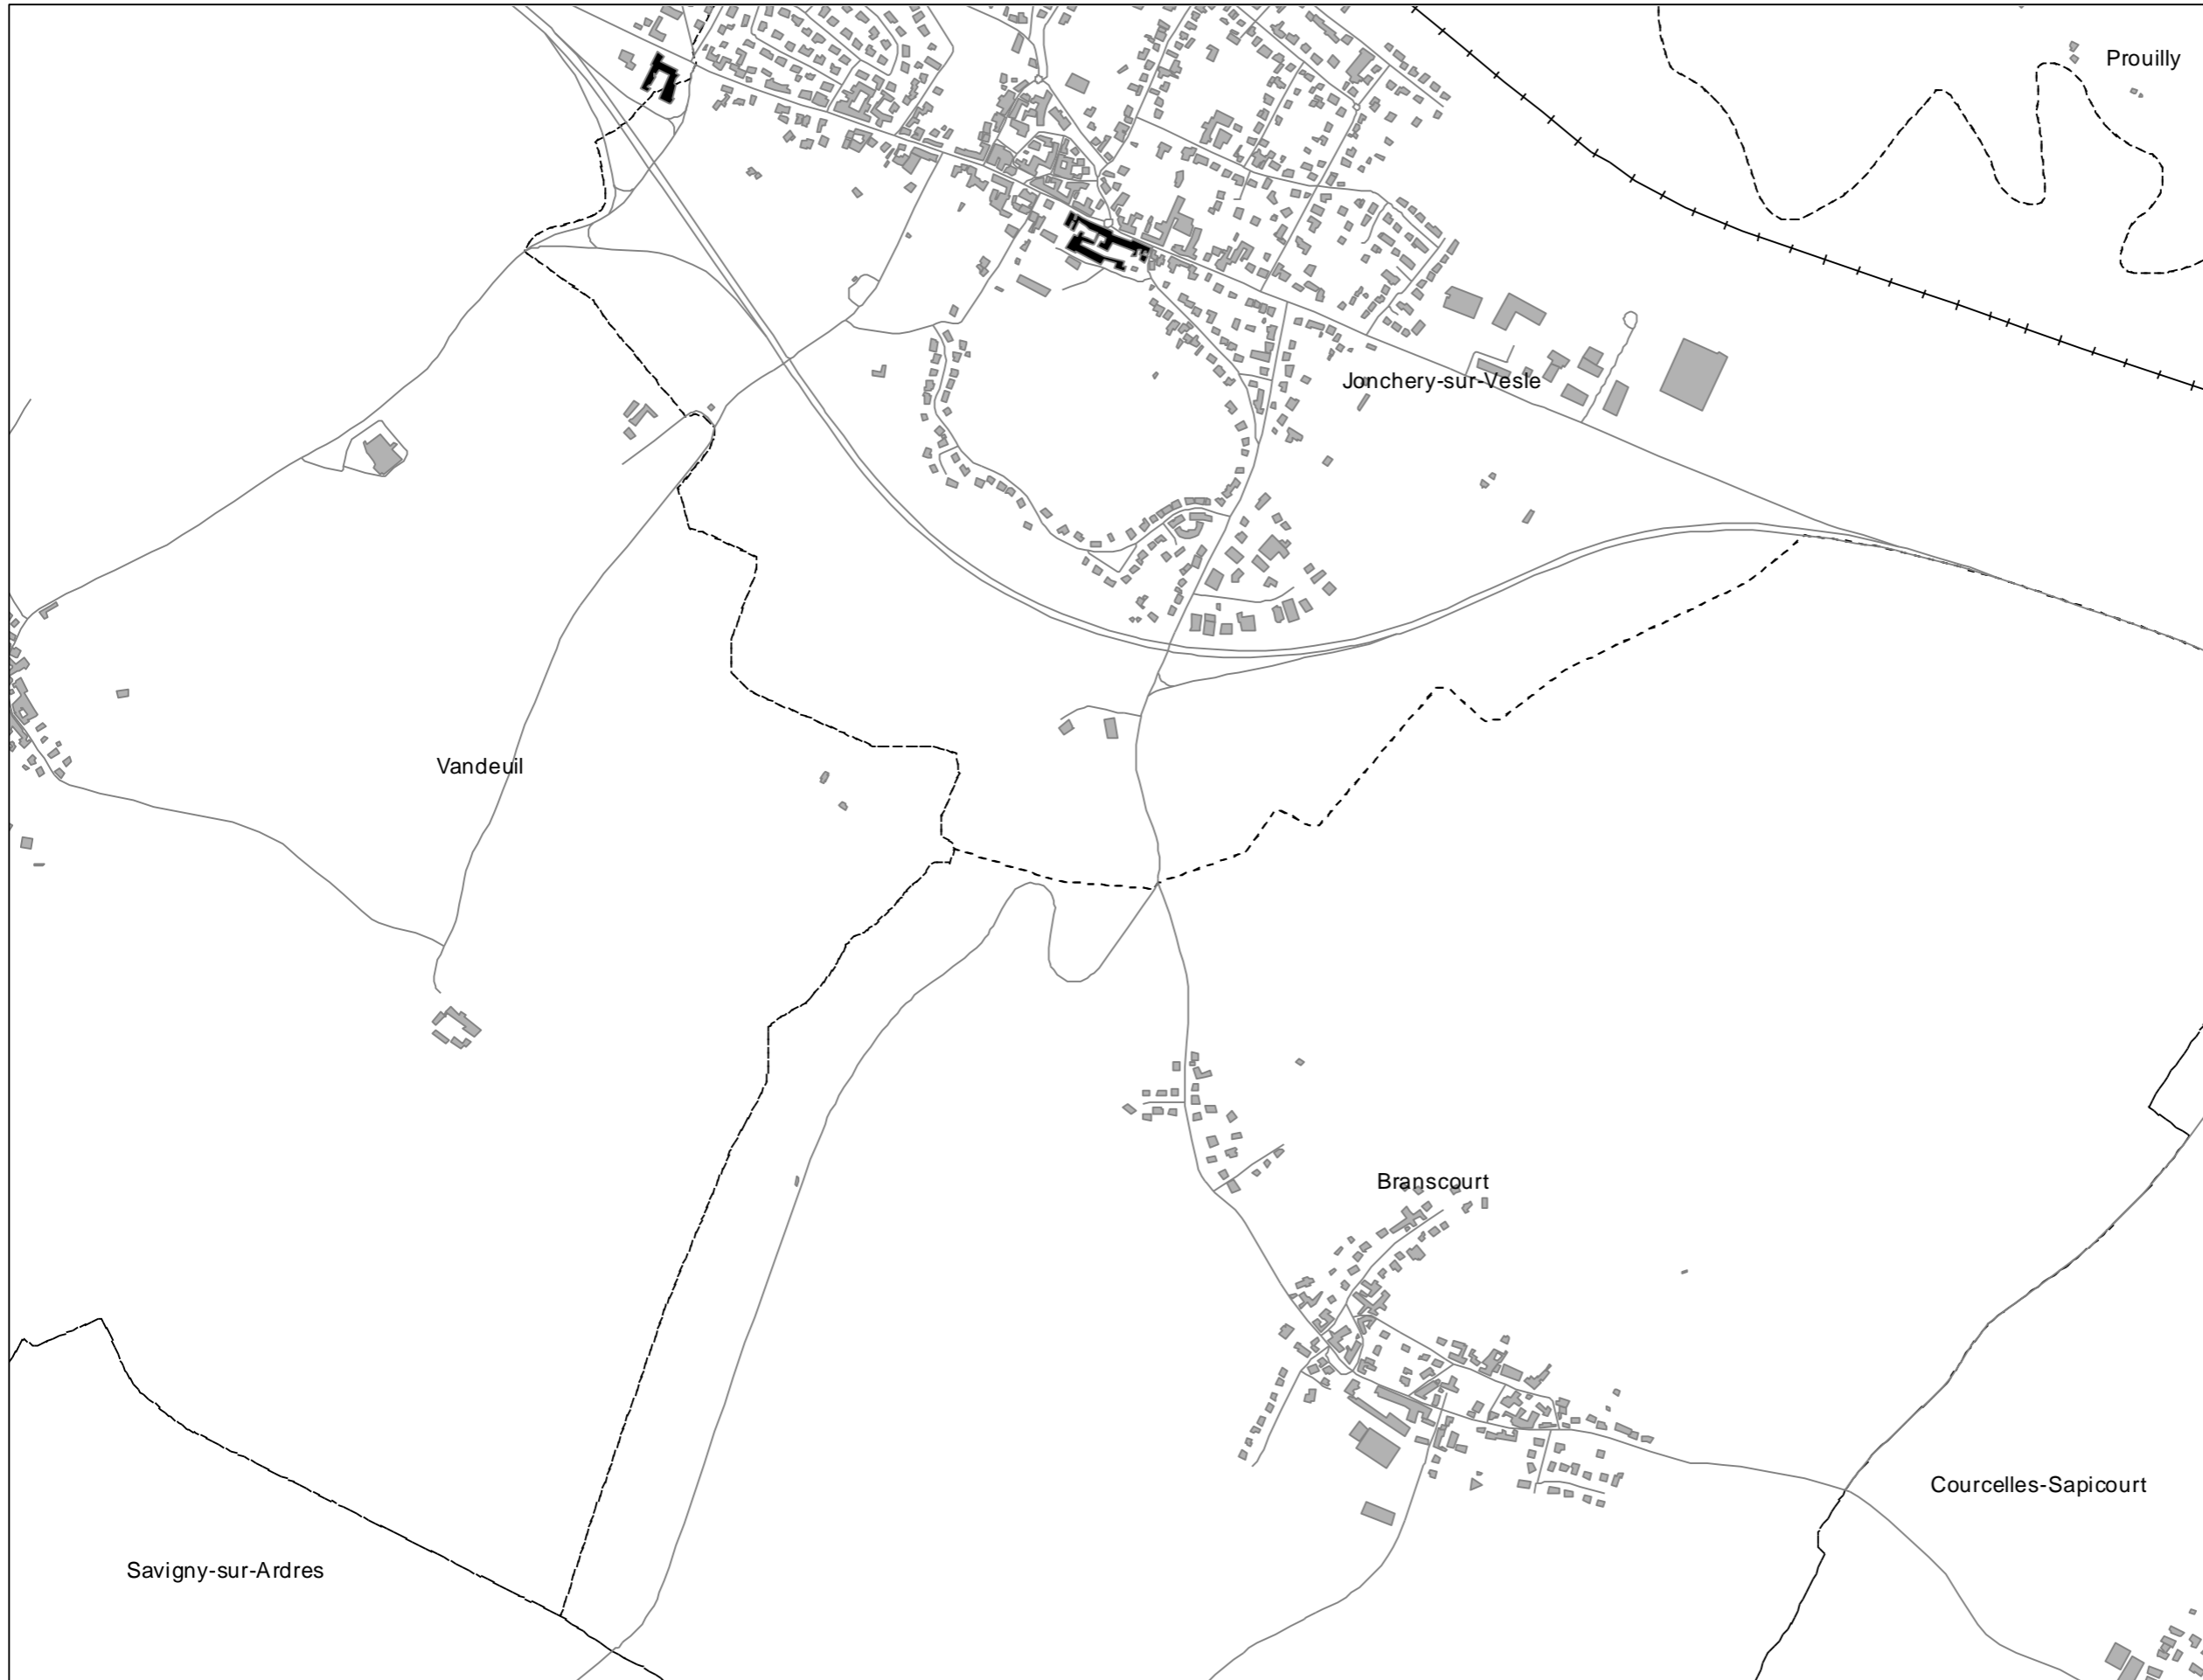 Prouilly
Jonchery-sur-Vesle
Vandeuil
Branscourt
Courcelles-Sapicourt
Savigny-sur-Ardres